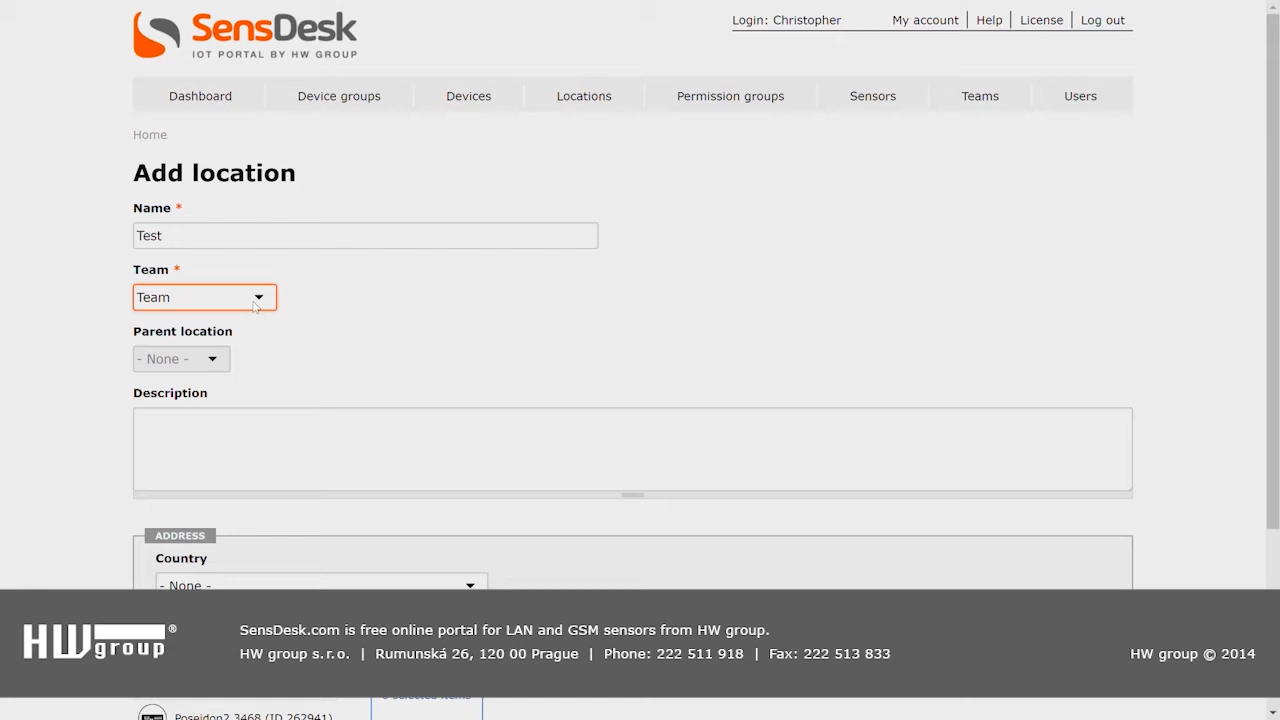 SensDesk
IOT PORTAL BY HW GROUP
Login: Christopher
My account
Help
License
Log out
Dashboard
Device groups
Devices
Locations
Permission groups
Sensors
Teams
Users
Home
Add location
Name *
Test
Team *
Team
Parent location
- None -
Description
ADDRESS
Country
- None -
HW group®
SensDesk.com is free online portal for LAN and GSM sensors from HW group.
HW group s.r.o. | Rumunská 26, 120 00 Prague | Phone: 222 511 918 | Fax: 222 513 833
HW group © 2014
0 selected items
Poseidon2 3468 (ID 262941)